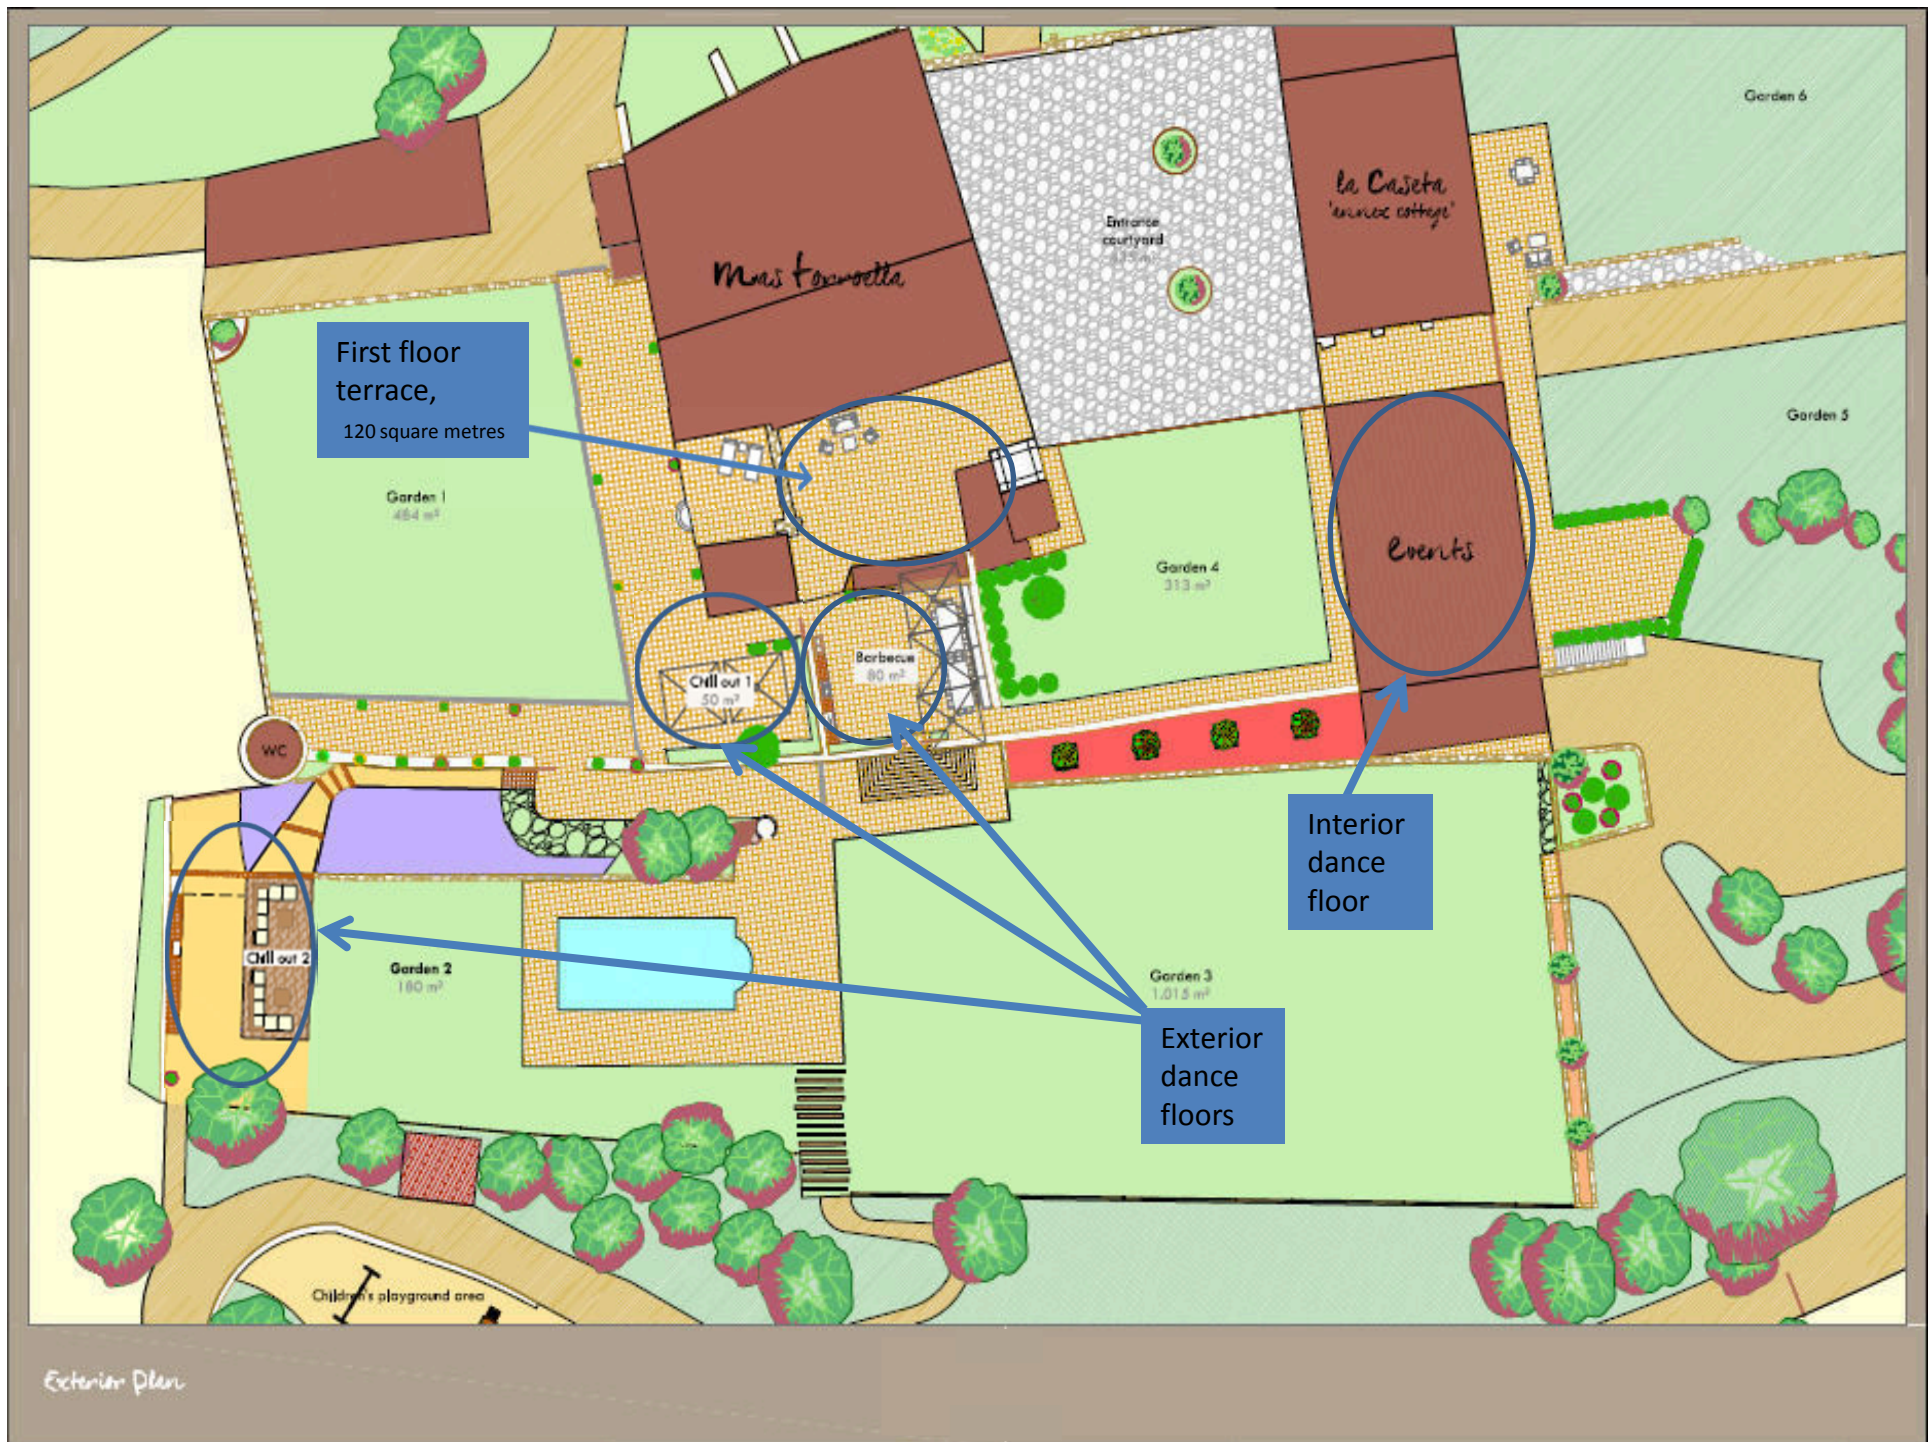 Garden 6
la Caseta
'annex cottage'
Entrance
courtyard
Mas Torroella
First floor
terrace,
120 square metres
Garden 5
Garden 1
484 m²
Events
Garden 4
313 m²
Barbecue
80 m²
Chill out 1
50 m²
WC
Interior
dance
floor
Chill out 2
Garden 2
180 m²
Garden 3
1.015 m²
Exterior
dance
floors
Children's playground area
Exterior Plan